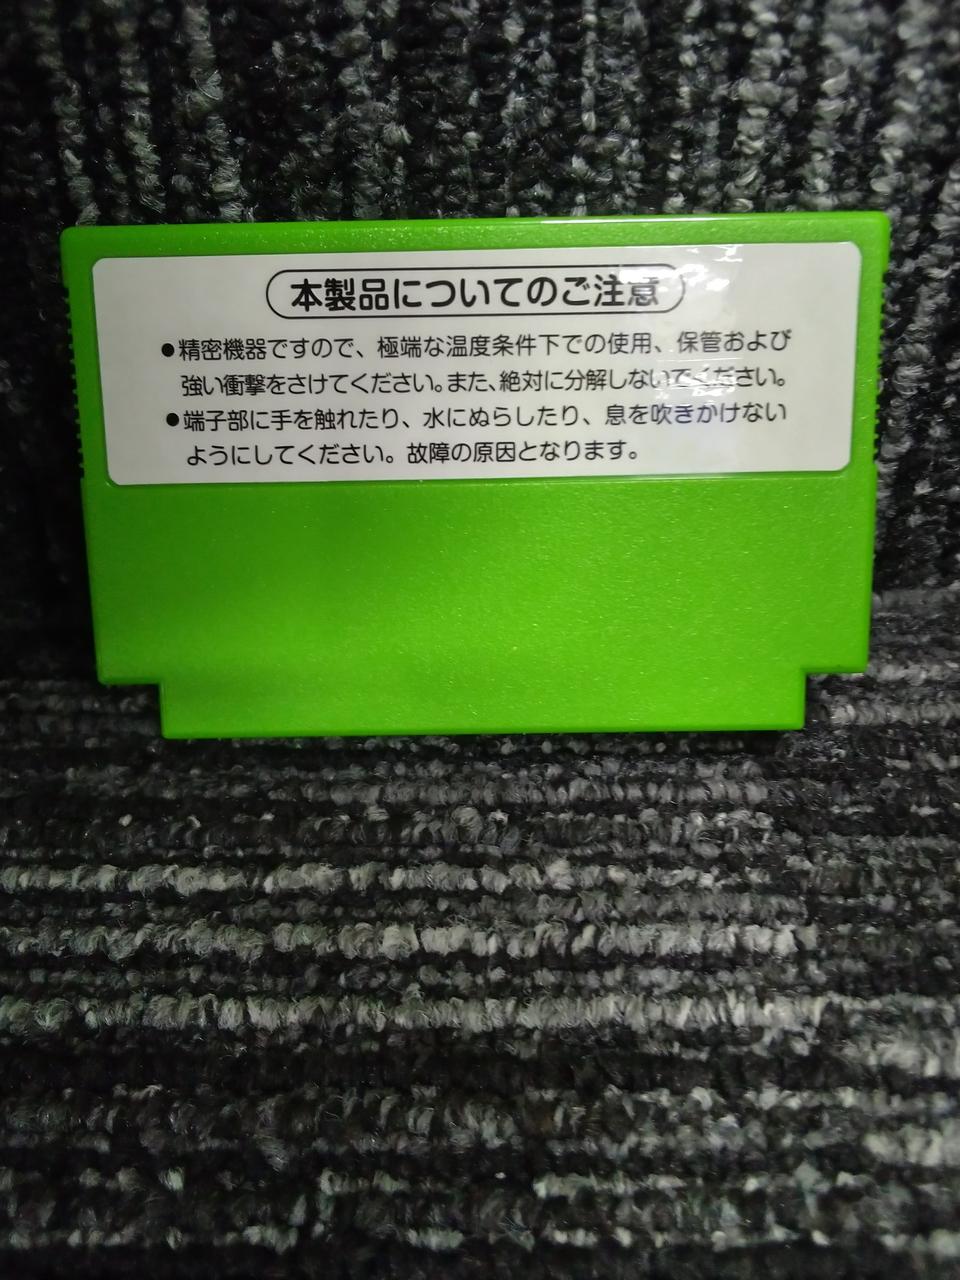 本製品についてのご注意
●精密機器ですので、極端な温度条件下での使用、保管および
強い衝撃をさけてください。また、絶対に分解しないでください。
●端子部に手を触れたり、水にぬらしたり、息を吹きかけない
ようにしてください。故障の原因となります。